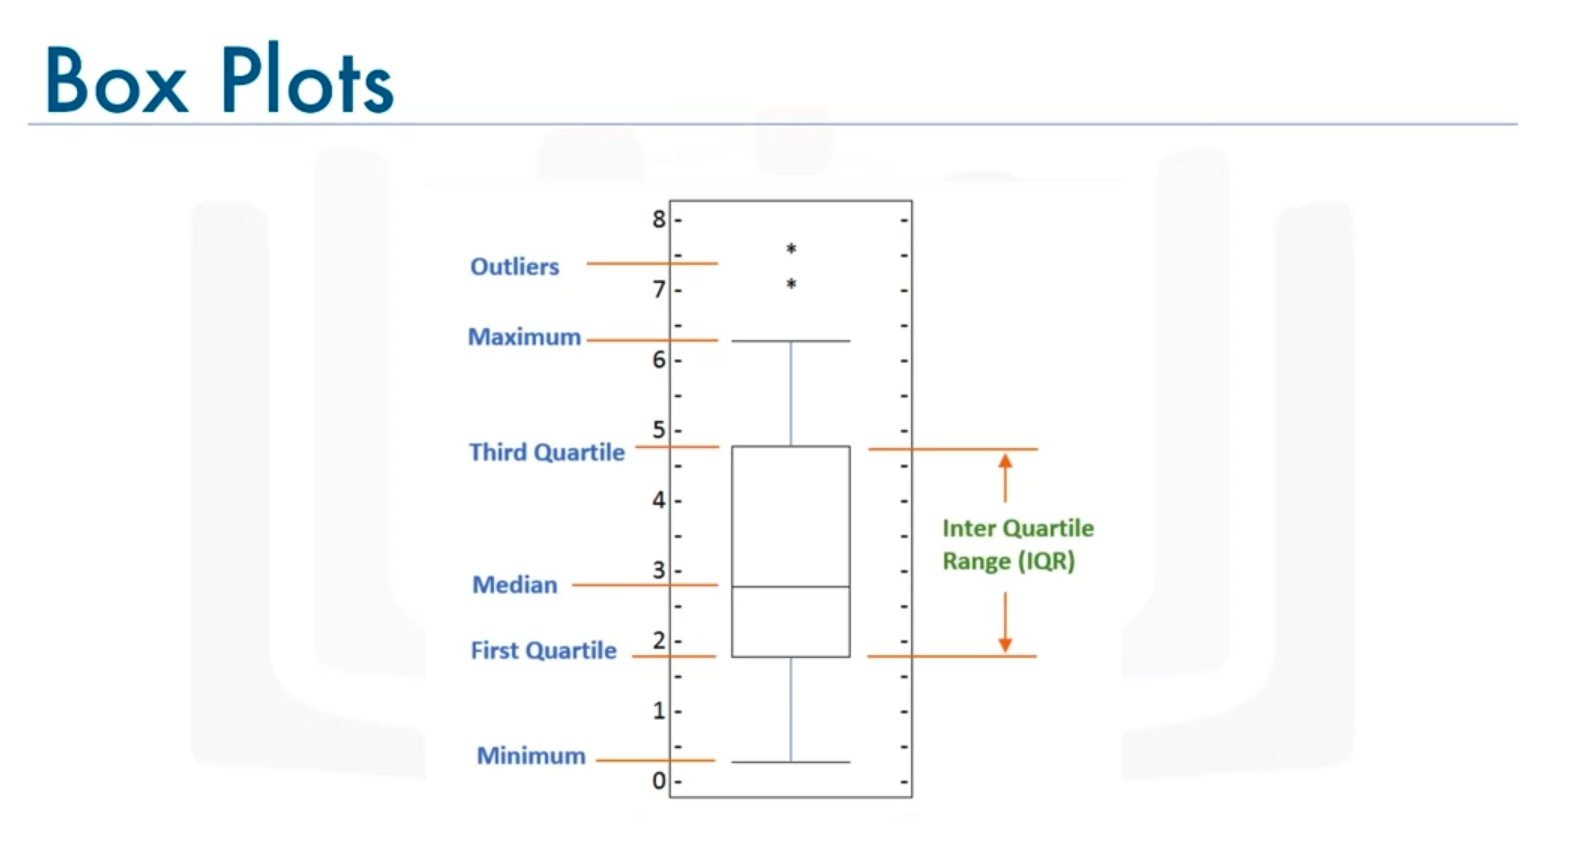 Box Plots
8
*
Outliers
*
7
Maximum
6
5
Third Quartile
4
Inter Quartile
Range (IQR)
3
Median
2
First Quartile
1
Minimum
0